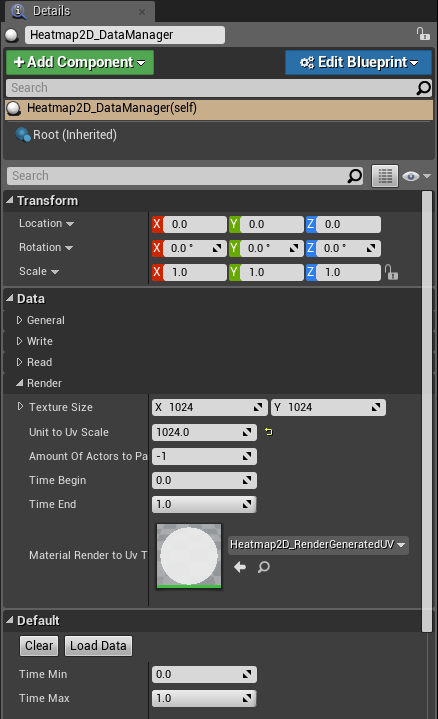 Details
Heatmap2D_DataManager
+ Add Component
Edit Blueprint
Search
Heatmap2D_DataManager(self)
Root (Inherited)
Search
Transform
Location X 0.0 Y 0.0 Z 0.0
Rotation X 0.0 ° Y 0.0 ° Z 0.0 °
Scale X 1.0 Y 1.0 Z 1.0
Data
General
Write
Read
Render
Texture Size X 1024 Y 1024
Unit to Uv Scale 1024.0
Amount Of Actors to Pa -1
Time Begin 0.0
Time End 1.0
Material Render to Uv T Heatmap2D_RenderGeneratedUV
Default
Clear Load Data
Time Min 0.0
Time Max 1.0